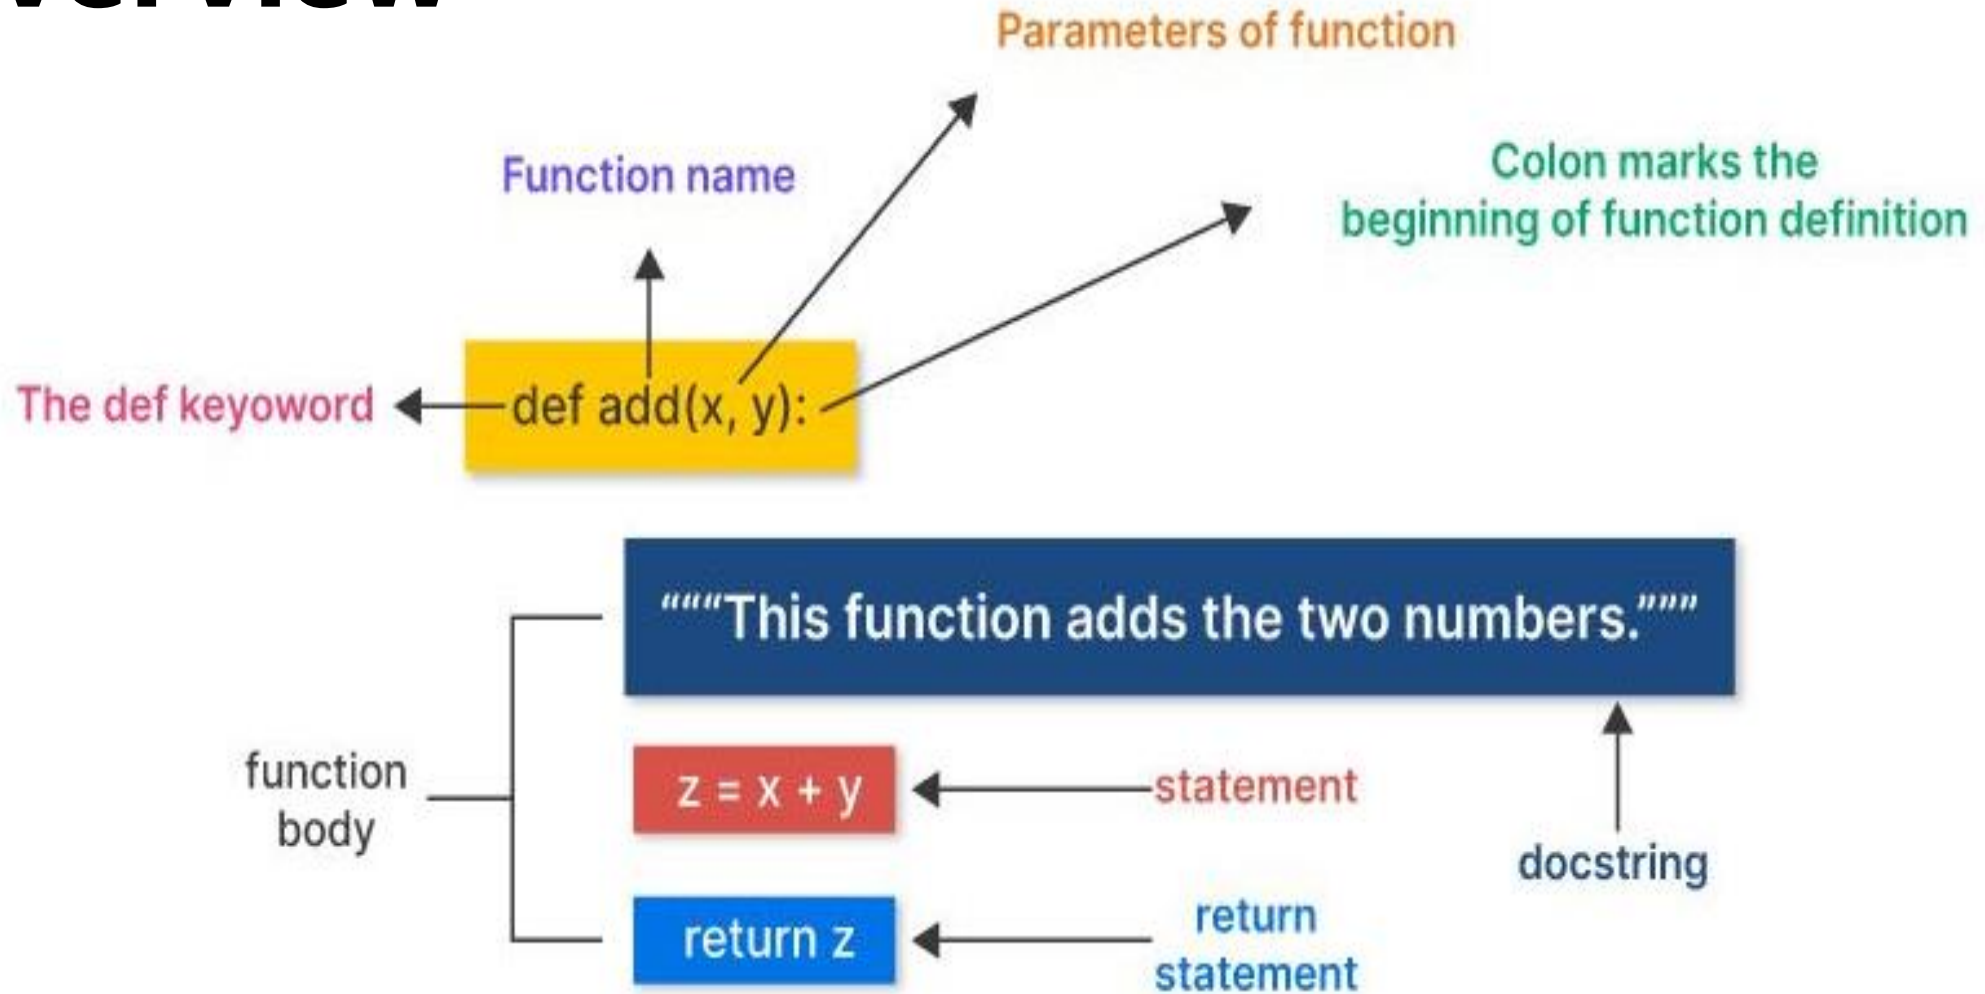 verview
Parameters of function
Function name
Colon marks the
beginning of function definition
The def keyoword
def add(x, y):
“““This function adds the two numbers.”””
function
body
z = x + y
statement
docstring
return z
return
statement